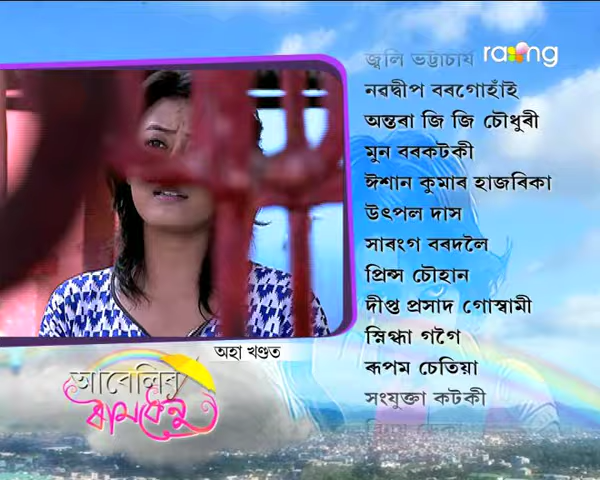 জ্বলি ভট্টাচাৰ্য
rang
নৱদ্বীপ বৰগোহাঁই
অন্তৰা জি জি চৌধুৰী
মুন বৰকটকী
ঈশান কুমাৰ হাজৰিকা
উৎপল দাস
সাৰংগ বৰদলৈ
প্ৰিন্স চৌহান
দীপ্ত প্ৰসাদ গোস্বামী
স্নিগ্ধা গগৈ
ৰূপম চেতিয়া
সংযুক্তা কটকী
অহা খণ্ডত
আবেলিৰ
ৰামধেনু